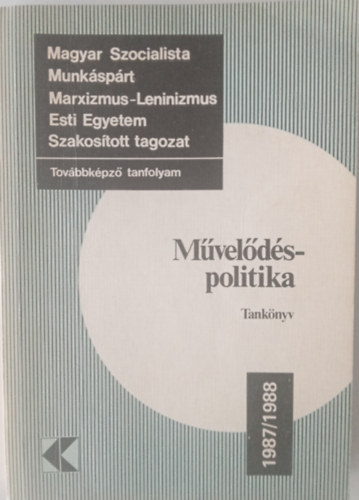 Magyar Szocialista
Munkáspárt
Marxizmus-Leninizmus
Esti Egyetem
Szakosított tagozat
Továbbképző tanfolyam
Művelődés-
politika
Tankönyv
1987/1988